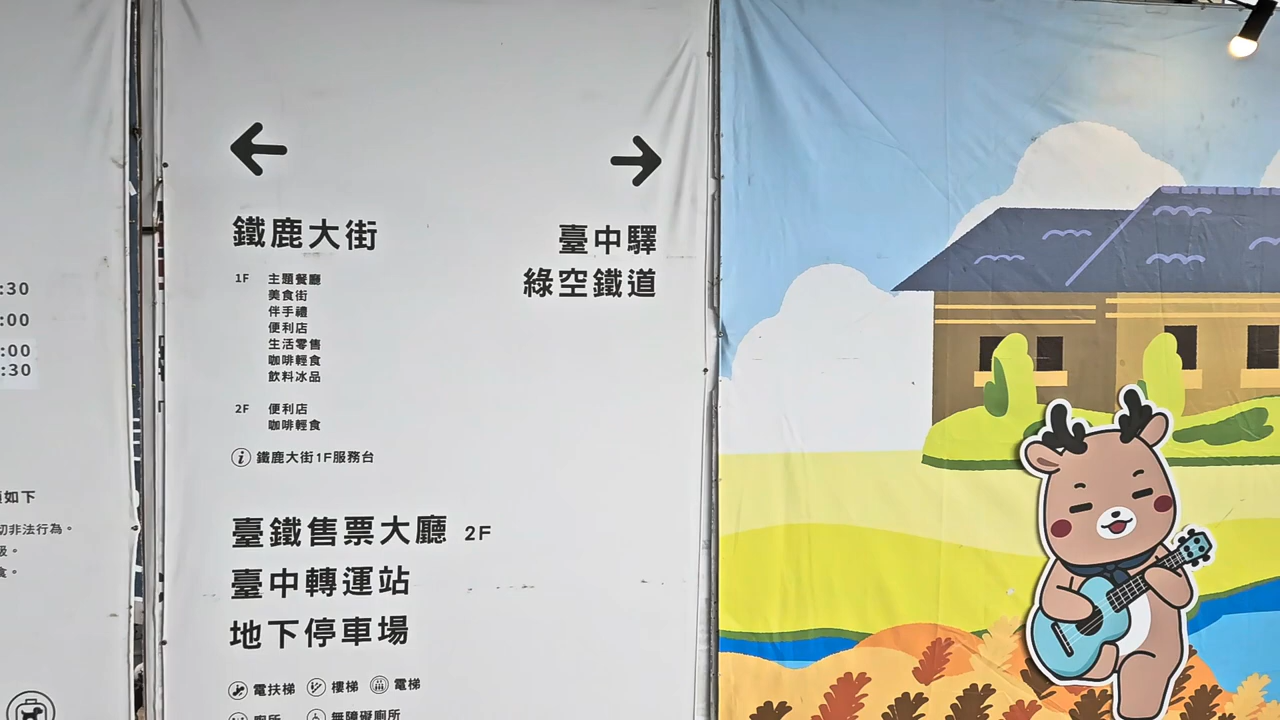 :30
:00
:00
:30
如下
切非法行為。
鐵鹿大街
1F 主題餐廳
美食街
伴手禮
便利店
生活零售
咖啡輕食
飲料冰品
2F 便利店
咖啡輕食
鐵鹿大街1F服務台
臺鐵售票大廳 2F
臺中轉運站
地下停車場
電扶梯 樓梯 電梯
廁所 無障礙廁所
臺中驛
綠空鐵道